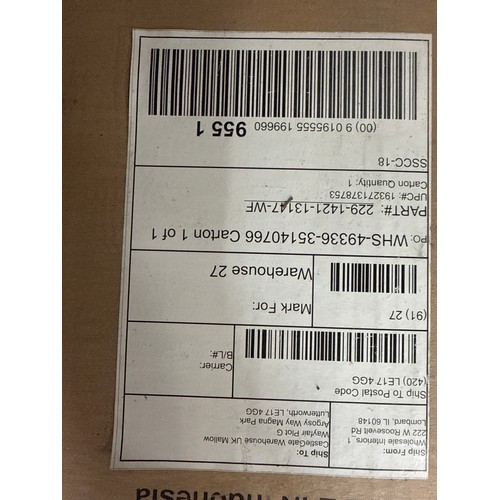 Ship From:
Wholesale Interiors_1
222 W Roosevelt Rd
Lombard, IL 60148
Ship To:
CastleGate Warehouse UK Mallow
Wayfair Plot G
Argosy Way Magna Park
Lutterworth, LE17 4GG
Ship To Postal Code
(420) LE17 4GG
Carrier:
B/L#:
(91) 27
Mark For:
Warehouse 27
PO: WHS-49336-35140766 Carton 1 of 1
PART#: 229-1421-13147-WF
UPC#: 193271378753
Carton Quantity: 1
SSCC-18
(00) 9 0195555 199660 955 1